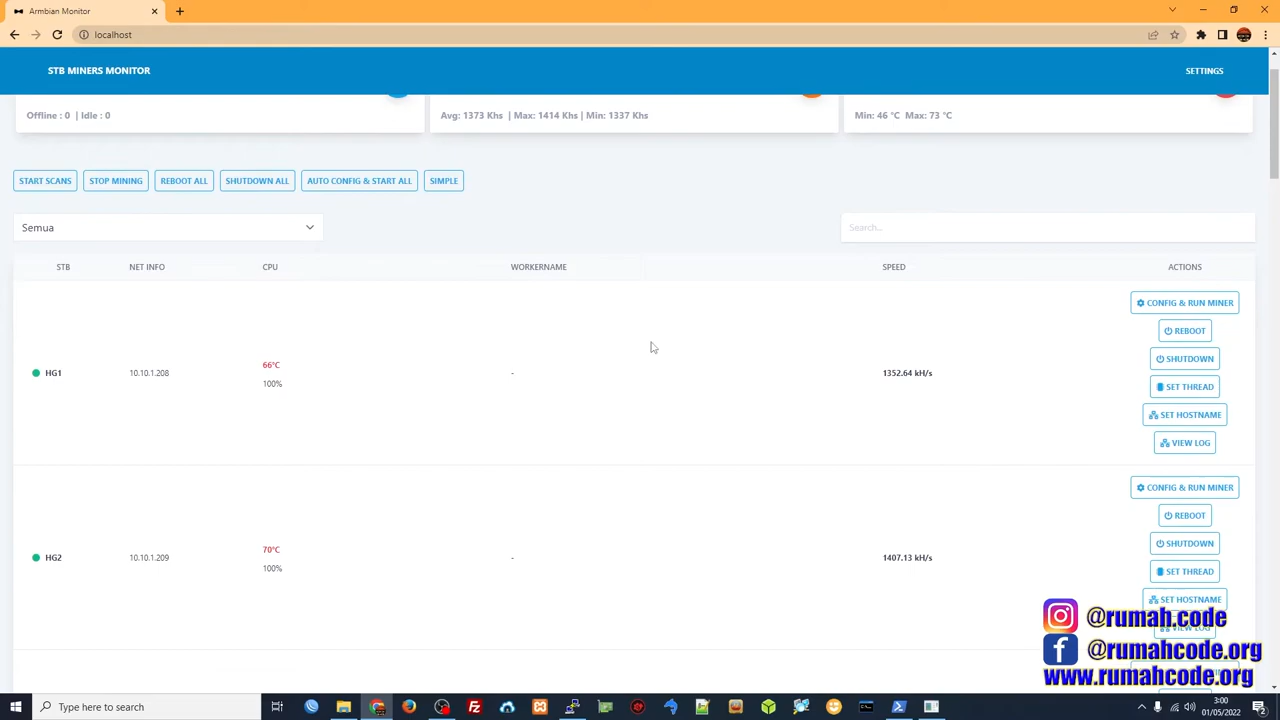 Armbian Monitor
localhost
STB MINERS MONITOR
SETTINGS
Offline : 0 | Idle : 0
Avg: 1373 Khs | Max: 1414 Khs | Min: 1337 Khs
Min: 46 °C Max: 73 °C
START SCANS STOP MINING REBOOT ALL SHUTDOWN ALL AUTO CONFIG & START ALL SIMPLE
Semua
Search...
STB NET INFO CPU WORKERNAME SPEED ACTIONS
CONFIG & RUN MINER
REBOOT
SHUTDOWN
66°C
HG1 10.10.1.208 - 1352.64 kH/s
100%
SET THREAD
SET HOSTNAME
VIEW LOG
CONFIG & RUN MINER
REBOOT
SHUTDOWN
70°C
HG2 10.10.1.209 - 1407.13 kH/s
100%
SET THREAD
SET HOSTNAME
VIEW LOG
@rumah.code
@rumahcode.org
www.rumahcode.org
Type here to search
3:00
01/05/2022